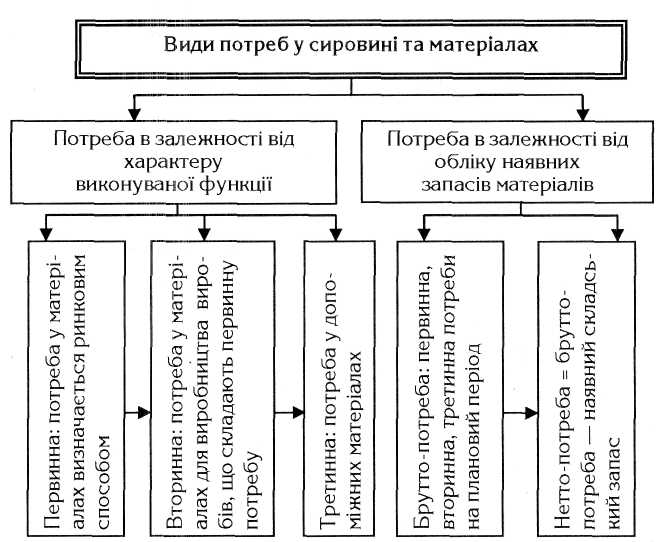 Види потреб у сировині та матеріалах
Потреба в залежності від
характеру
виконуваної функції
Потреба в залежності від
обліку наявних
запасів матеріалів
Первинна: потреба у матері-
алах визначається ринковим
способом
Вторинна: потреба у матері-
алах для виробництва виро-
бів, що складають первинну
потребу
Третинна: потреба у допо-
міжних матеріалах
Брутто-потреба: первинна,
вторинна, третинна потреби
на плановий період
Нетто-потреба = брутто-
потреба — наявний складсь-
кий запас